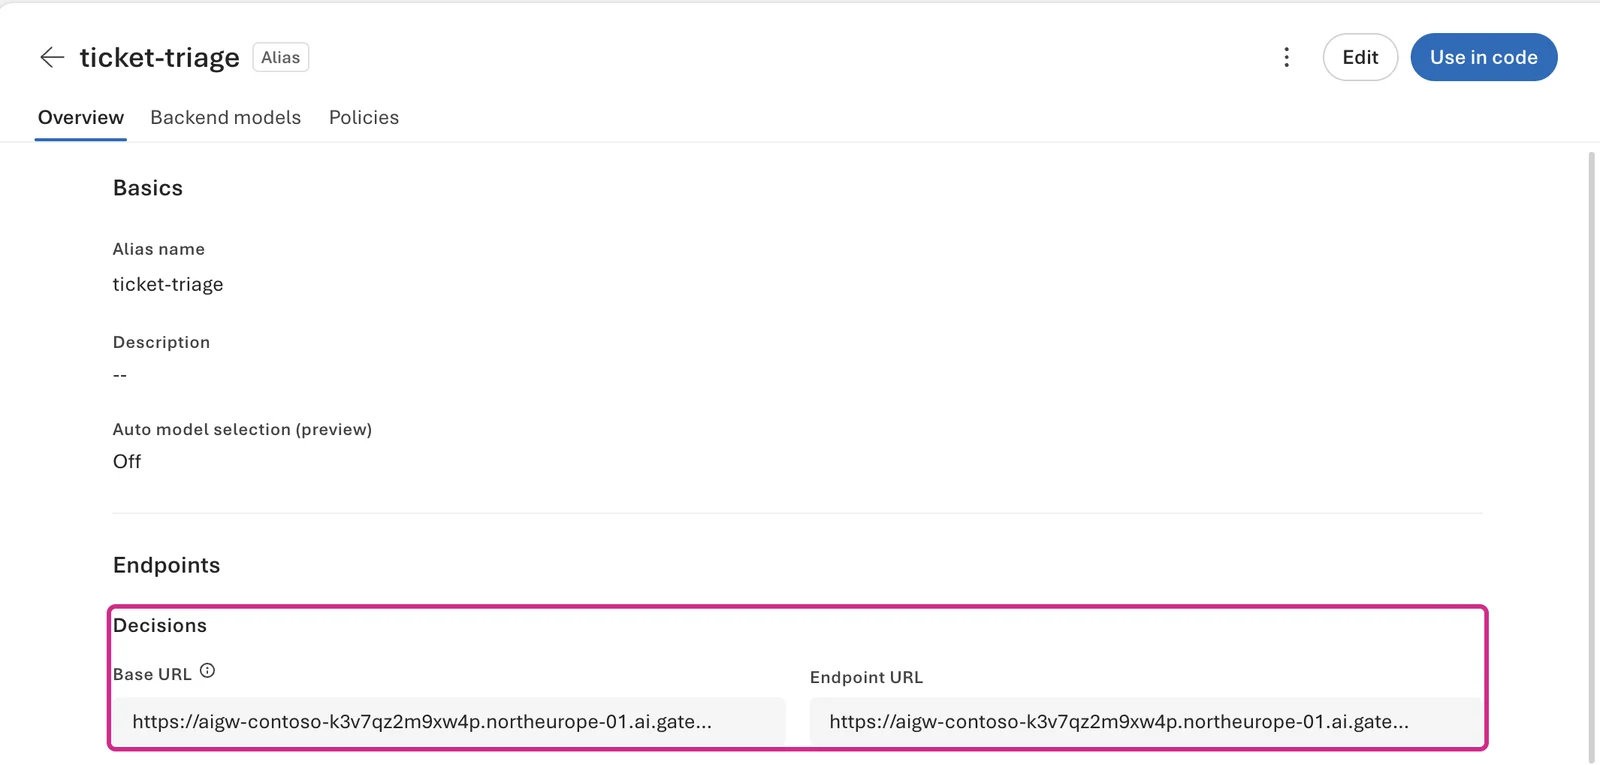 ticket-triage Alias Edit Use in code
Overview Backend models Policies
Basics
Alias name
ticket-triage
Description
--
Auto model selection (preview)
Off
Endpoints
Decisions
Base URL
Endpoint URL
https://aigw-contoso-k3v7qz2m9xw4p.northeurope-01.ai.gate...
https://aigw-contoso-k3v7qz2m9xw4p.northeurope-01.ai.gate...